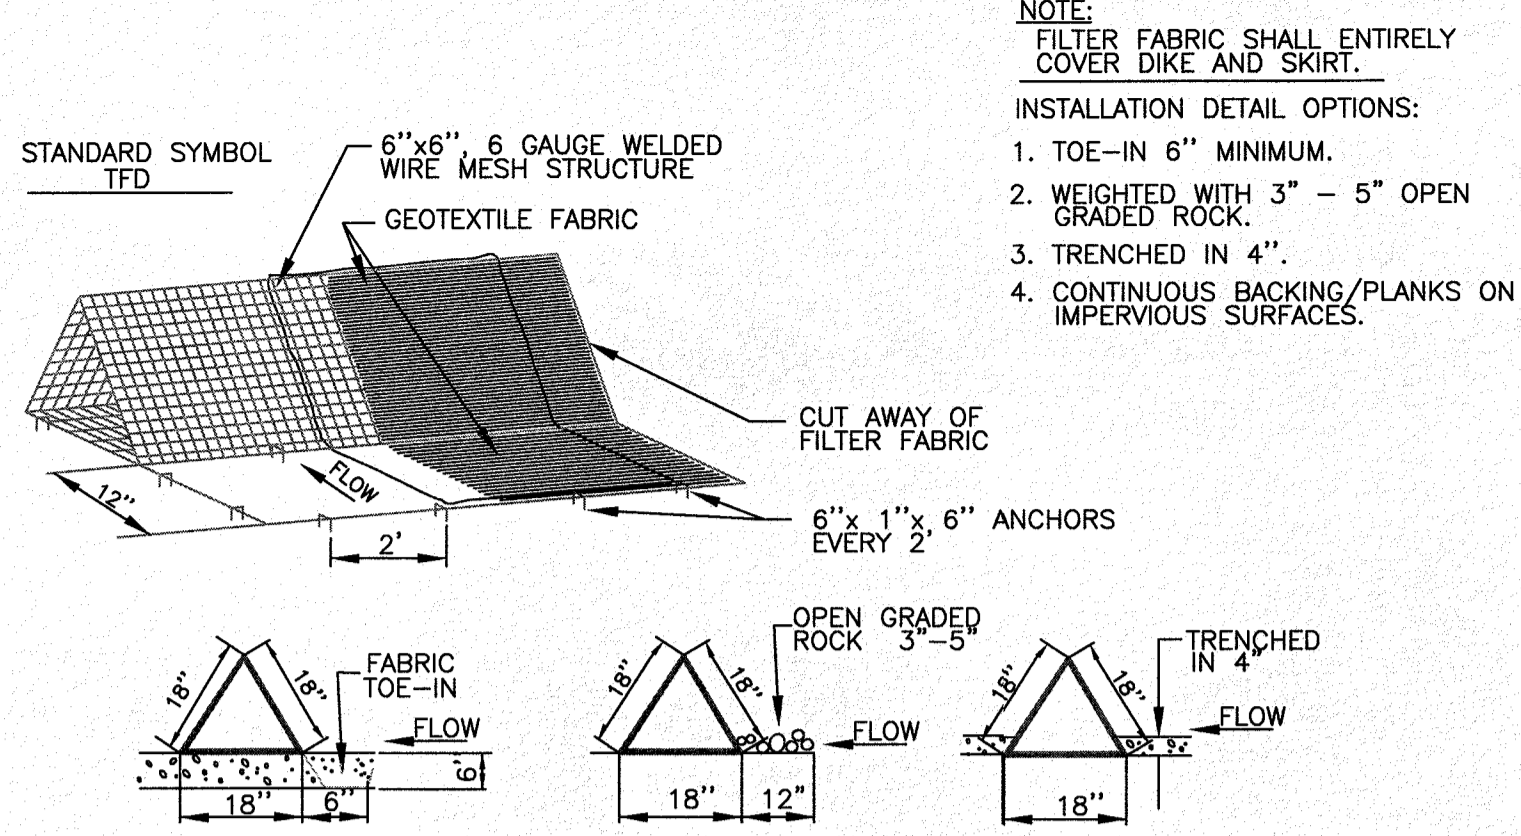 NOTE:
FILTER FABRIC SHALL ENTIRELY
COVER DIKE AND SKIRT.
INSTALLATION DETAIL OPTIONS:
1. TOE-IN 6" MINIMUM.
2. WEIGHTED WITH 3" - 5" OPEN
GRADED ROCK.
3. TRENCHED IN 4".
4. CONTINUOUS BACKING/PLANKS ON
IMPERVIOUS SURFACES.
STANDARD SYMBOL
TFD
6"x6", 6 GAUGE WELDED
WIRE MESH STRUCTURE
GEOTEXTILE FABRIC
CUT AWAY OF
FILTER FABRIC
FLOW
12"
2'
6"x 1"x, 6" ANCHORS
EVERY 2'
18"
18"
FABRIC
TOE-IN
FLOW
6'
18"
6"
18"
18"
OPEN GRADED
ROCK 3"-5"
FLOW
18"
12"
18"
18"
TRENCHED
IN 4"
FLOW
18"